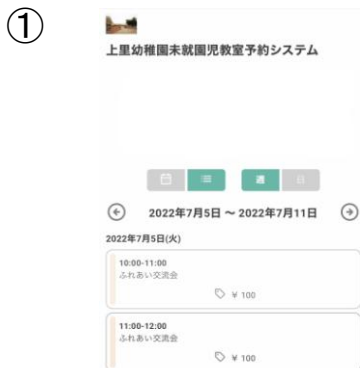 ①
上里幼稚園未就園児教室予約システム
週 日
2022年7月5日 ~ 2022年7月11日
2022年7月5日(火)
10:00-11:00
ふれあい交流会
¥ 100
11:00-12:00
ふれあい交流会
¥ 100